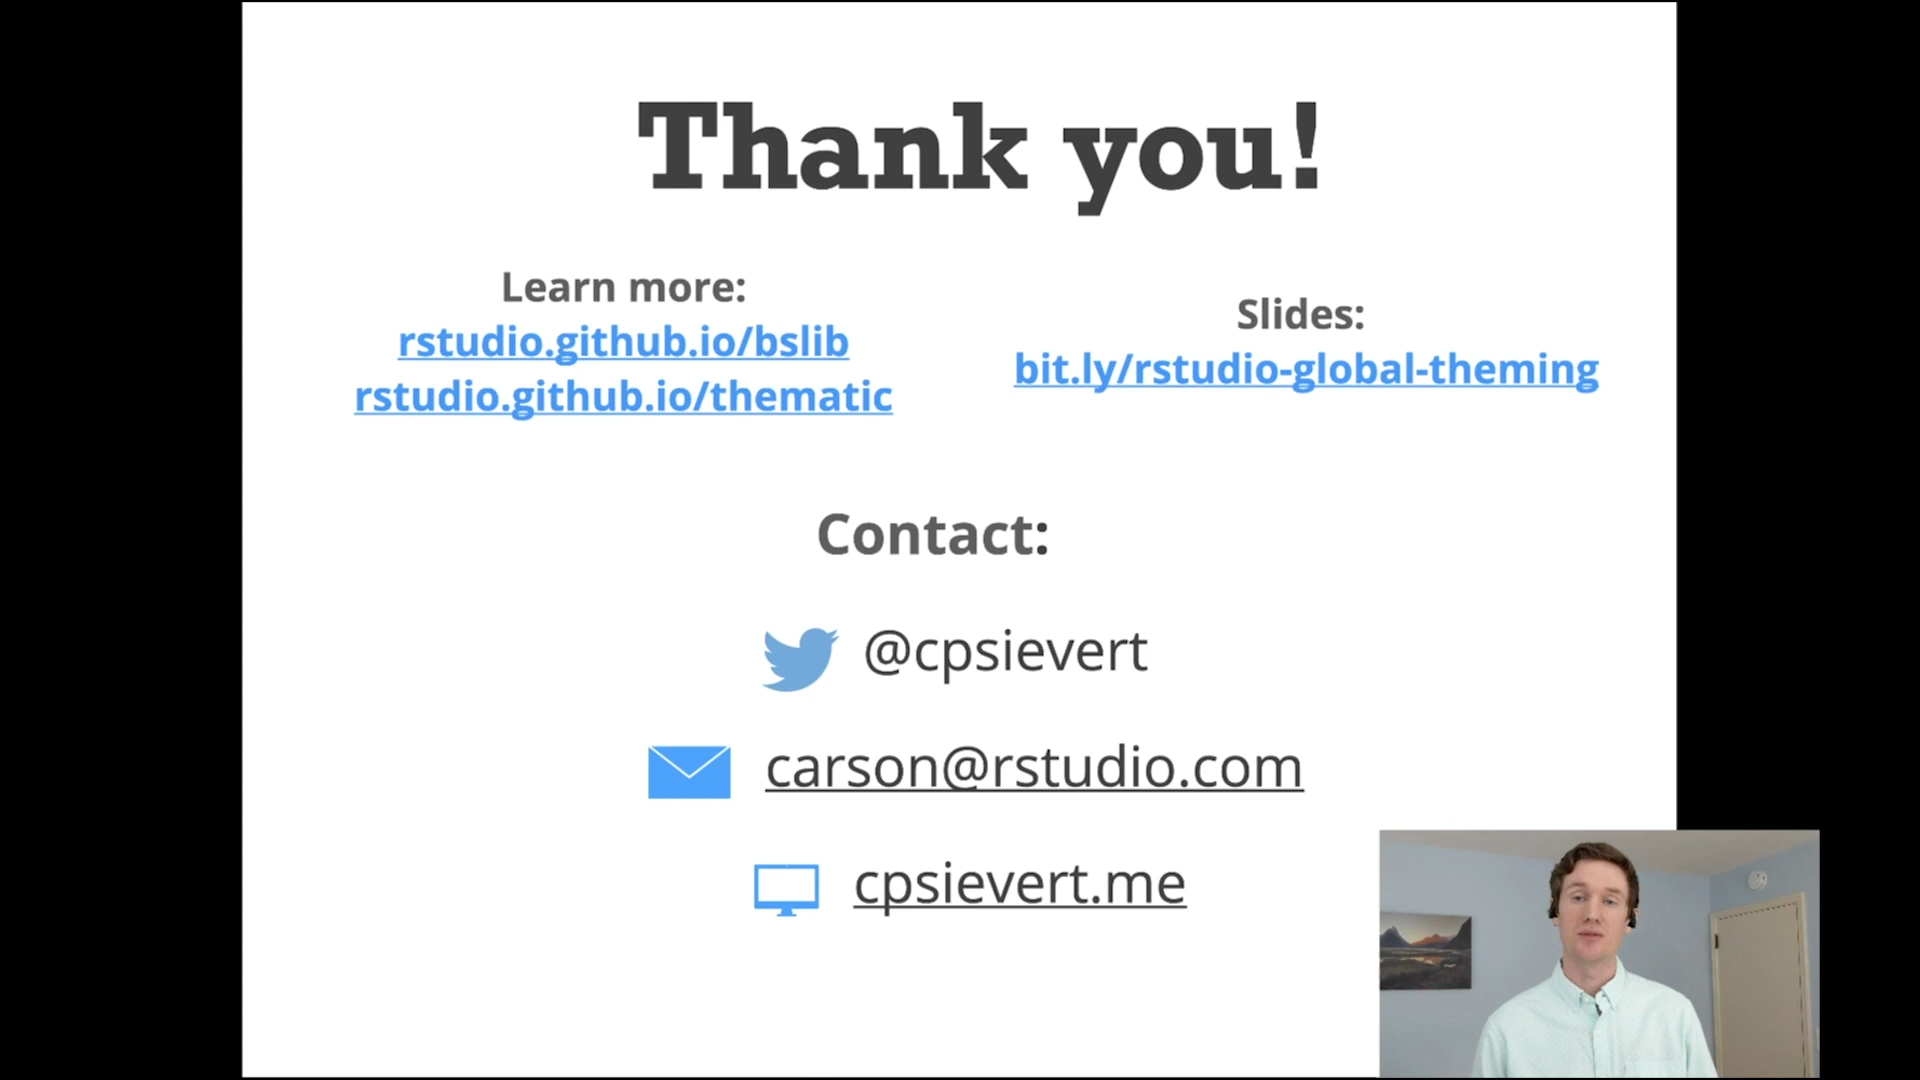 Thank you!
Learn more:
rstudio.github.io/bslib
rstudio.github.io/thematic
Slides:
bit.ly/rstudio-global-theming
Contact:
@cpsievert
carson@rstudio.com
cpsievert.me